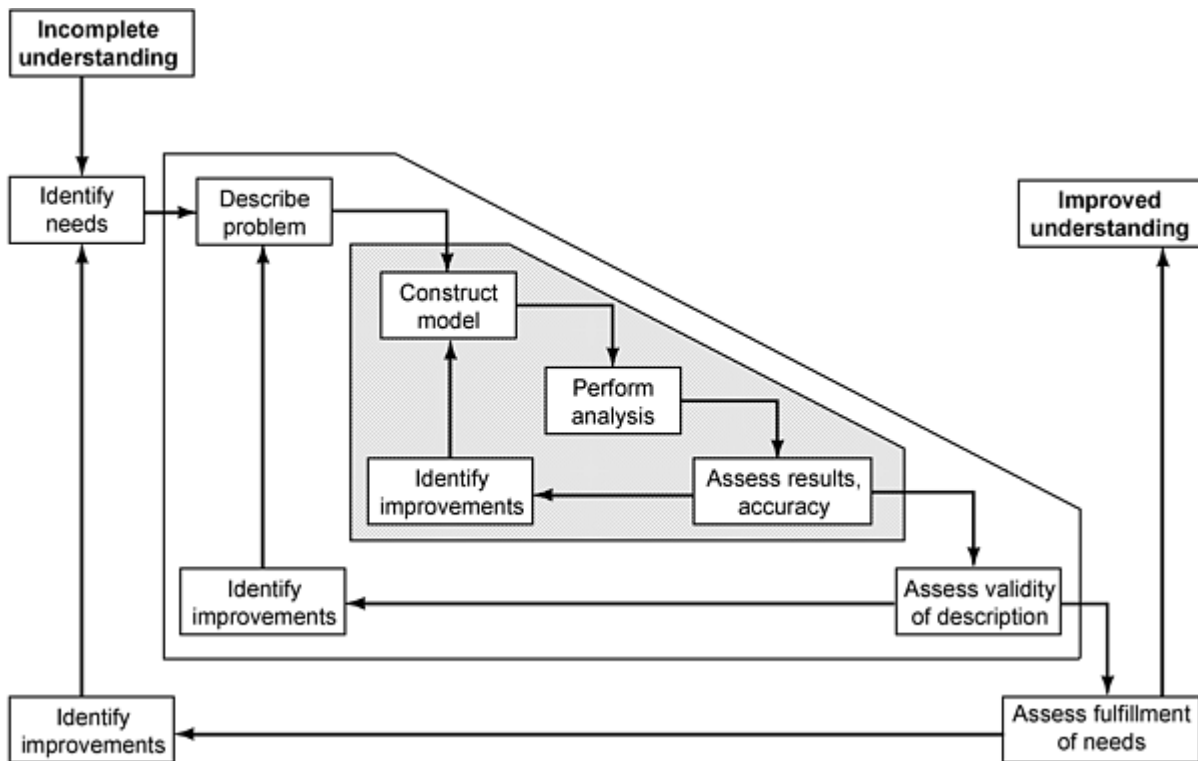 Incomplete
understanding
Identify
needs
Describe
problem
Improved
understanding
Construct
model
Perform
analysis
Identify
improvements
Assess results,
accuracy
Identify
improvements
Assess validity
of description
Identify
improvements
Assess fulfillment
of needs